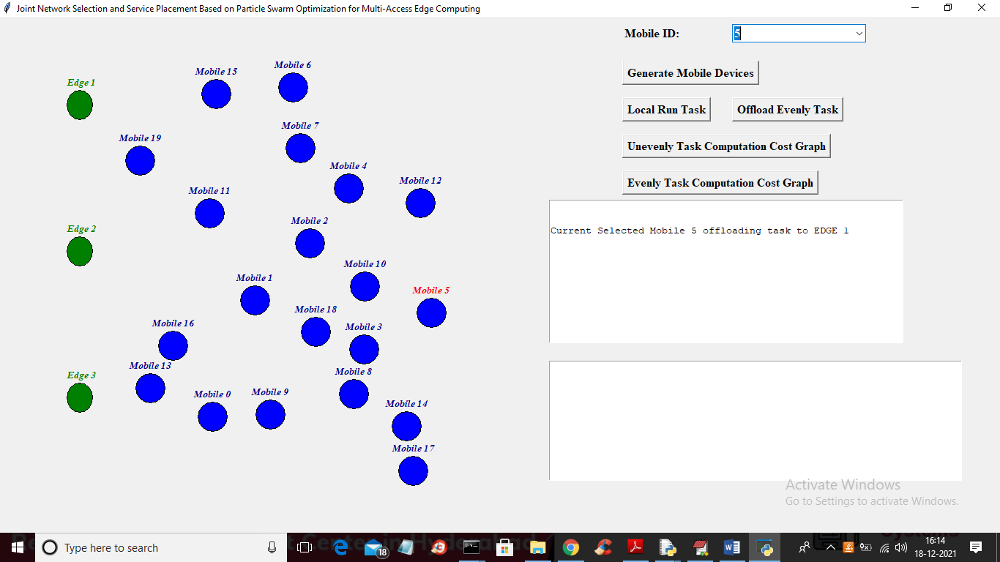 Joint Network Selection and Service Placement Based on Particle Swarm Optimization for Multi-Access Edge Computing
Mobile ID:
5
Generate Mobile Devices
Local Run Task
Offload Evenly Task
Unevenly Task Computation Cost Graph
Evenly Task Computation Cost Graph
Current Selected Mobile 5 offloading task to EDGE 1
Mobile 6
Mobile 15
Edge 1
Mobile 7
Mobile 19
Mobile 4
Mobile 12
Mobile 11
Mobile 2
Edge 2
Mobile 10
Mobile 1
Mobile 5
Mobile 18
Mobile 16
Mobile 3
Mobile 13
Mobile 8
Edge 3
Mobile 0
Mobile 9
Mobile 14
Mobile 17
Activate Windows
Go to Settings to activate Windows.
Type here to search
18
16:14
18-12-2021